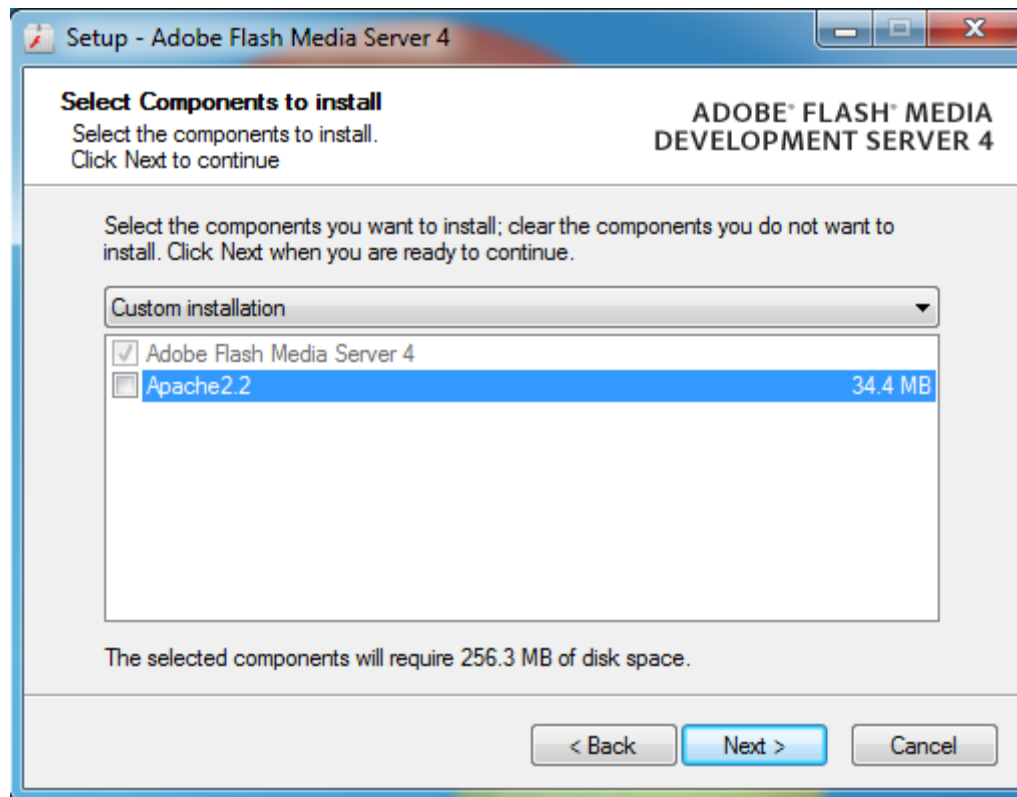 Setup - Adobe Flash Media Server 4
Select Components to install
Select the components to install.
Click Next to continue
ADOBE® FLASH® MEDIA
DEVELOPMENT SERVER 4
Select the components you want to install; clear the components you do not want to
install. Click Next when you are ready to continue.
Custom installation
Adobe Flash Media Server 4
Apache2.2 34.4 MB
The selected components will require 256.3 MB of disk space.
< Back Next > Cancel